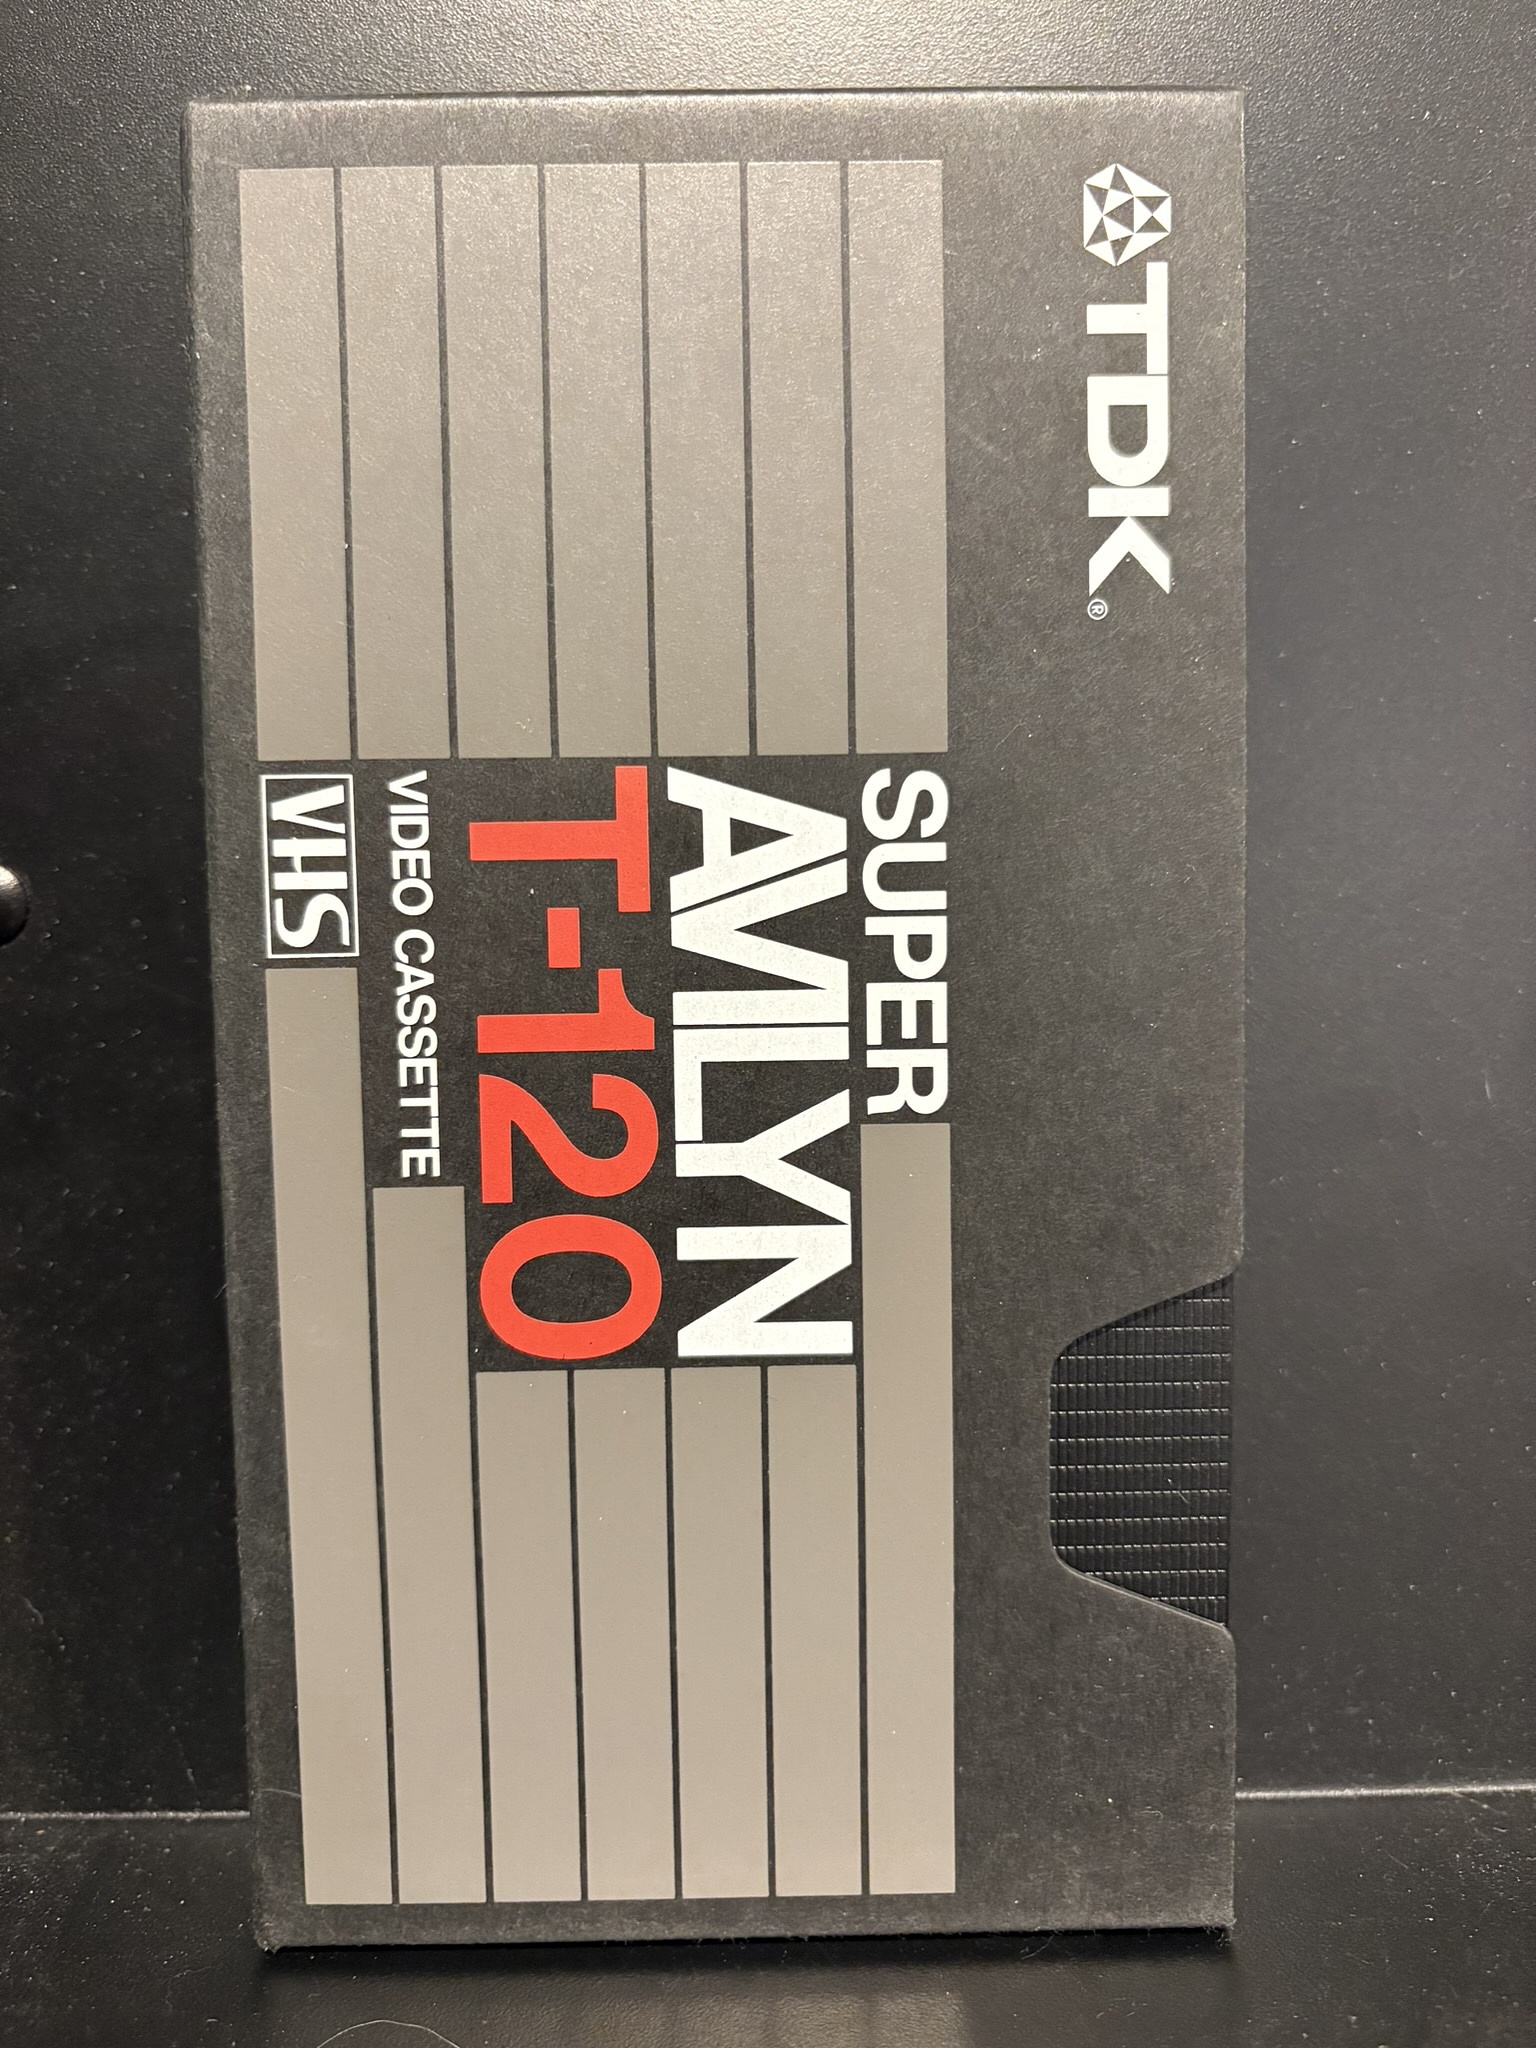 TDK®
SUPER
AVILYN
T-120
VIDEO CASSETTE
VHS